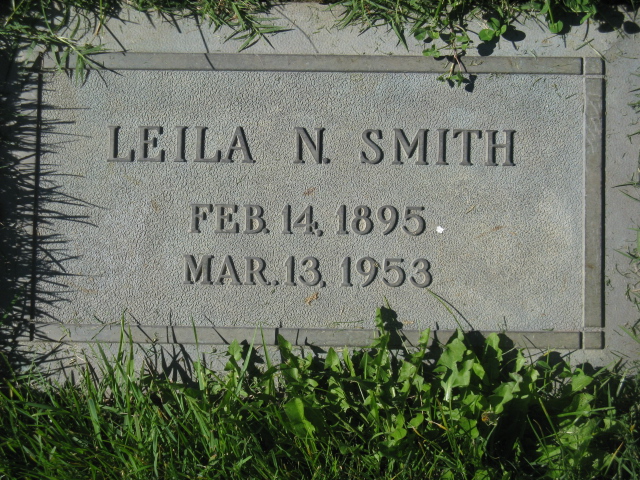 LEILA N. SMITH
FEB. 14, 1895
MAR. 13, 1953